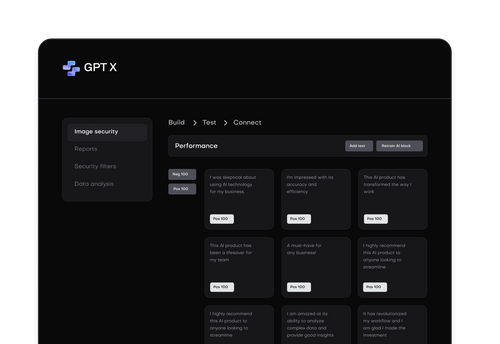 GPT X
Build > Test > Connect
Image security
Reports
Security filters
Data analysis
Performance
Add text
Retrain AI block
Neg 100
Pos 100
I was skeptical about
using AI technology
for my business
Pos 100
I'm impressed with its
accuracy and
efficiency
Pos 100
This AI product has
transformed the way I
work
Pos 100
This AI product has
been a lifesaver for
my team
Pos 100
A must-have for
any business!
Pos 100
I highly recommend
this AI product to
anyone looking to
streamline
Pos 100
I highly recommend
this AI product to
anyone looking to
streamline
I am amazed at its
ability to analyze
complex data and
provide good insights
It has revolutionized
my workflow and I
am glad I made the
investment